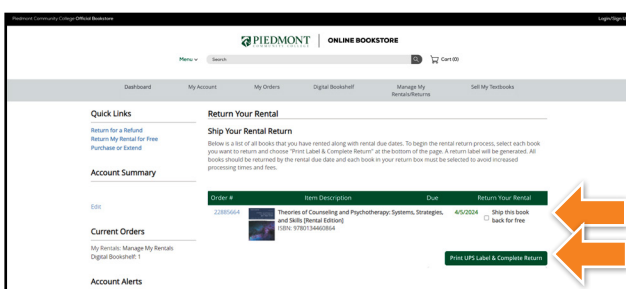 Piedmont Community College Official Bookstore
Login/Sign I
PIEDMONT
COMMUNITY COLLEGE
ONLINE BOOKSTORE
Menu
Search
Cart (0)
Dashboard
My Account
My Orders
Digital Bookshelf
Manage My
Rentals/Returns
Sell My Textbooks
Quick Links
Return for a Refund
Return My Rental for Free
Purchase or Extend
Account Summary
Edit
Current Orders
My Rentals: Manage My Rentals
Digital Bookshelf: 1
Account Alerts
Return Your Rental
Ship Your Rental Return
Below is a list of all books that you have rented along with rental due dates. To begin the rental return process, select each book
you want to return and choose "Print Label & Complete Return" at the bottom of the page. A return label will be generated. All
books should be returned by the rental due date and each book in your return box must be selected to avoid increased
processing times and fees.
Order # Item Description Due Return Your Rental
22885664 Theories of Counseling and Psychotherapy: Systems, Strategies, 4/5/2024 Ship this book
and Skills [Rental Edition] back for free
ISBN: 9780134460864
Print UPS Label & Complete Return